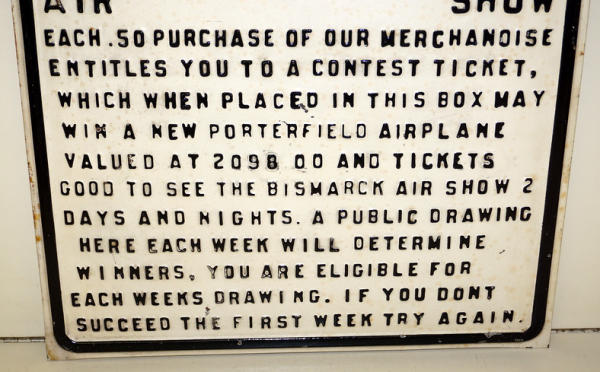 AIR SHOW
EACH .50 PURCHASE OF OUR MERCHANDISE
ENTITLES YOU TO A CONTEST TICKET,
WHICH WHEN PLACED IN THIS BOX MAY
WIN A NEW PORTERFIELD AIRPLANE
VALUED AT 2098.00 AND TICKETS
GOOD TO SEE THE BISMARCK AIR SHOW 2
DAYS AND NIGHTS. A PUBLIC DRAWING
HERE EACH WEEK WILL DETERMINE
WINNERS, YOU ARE ELIGIBLE FOR
EACH WEEKS DRAWING. IF YOU DONT
SUCCEED THE FIRST WEEK TRY AGAIN.